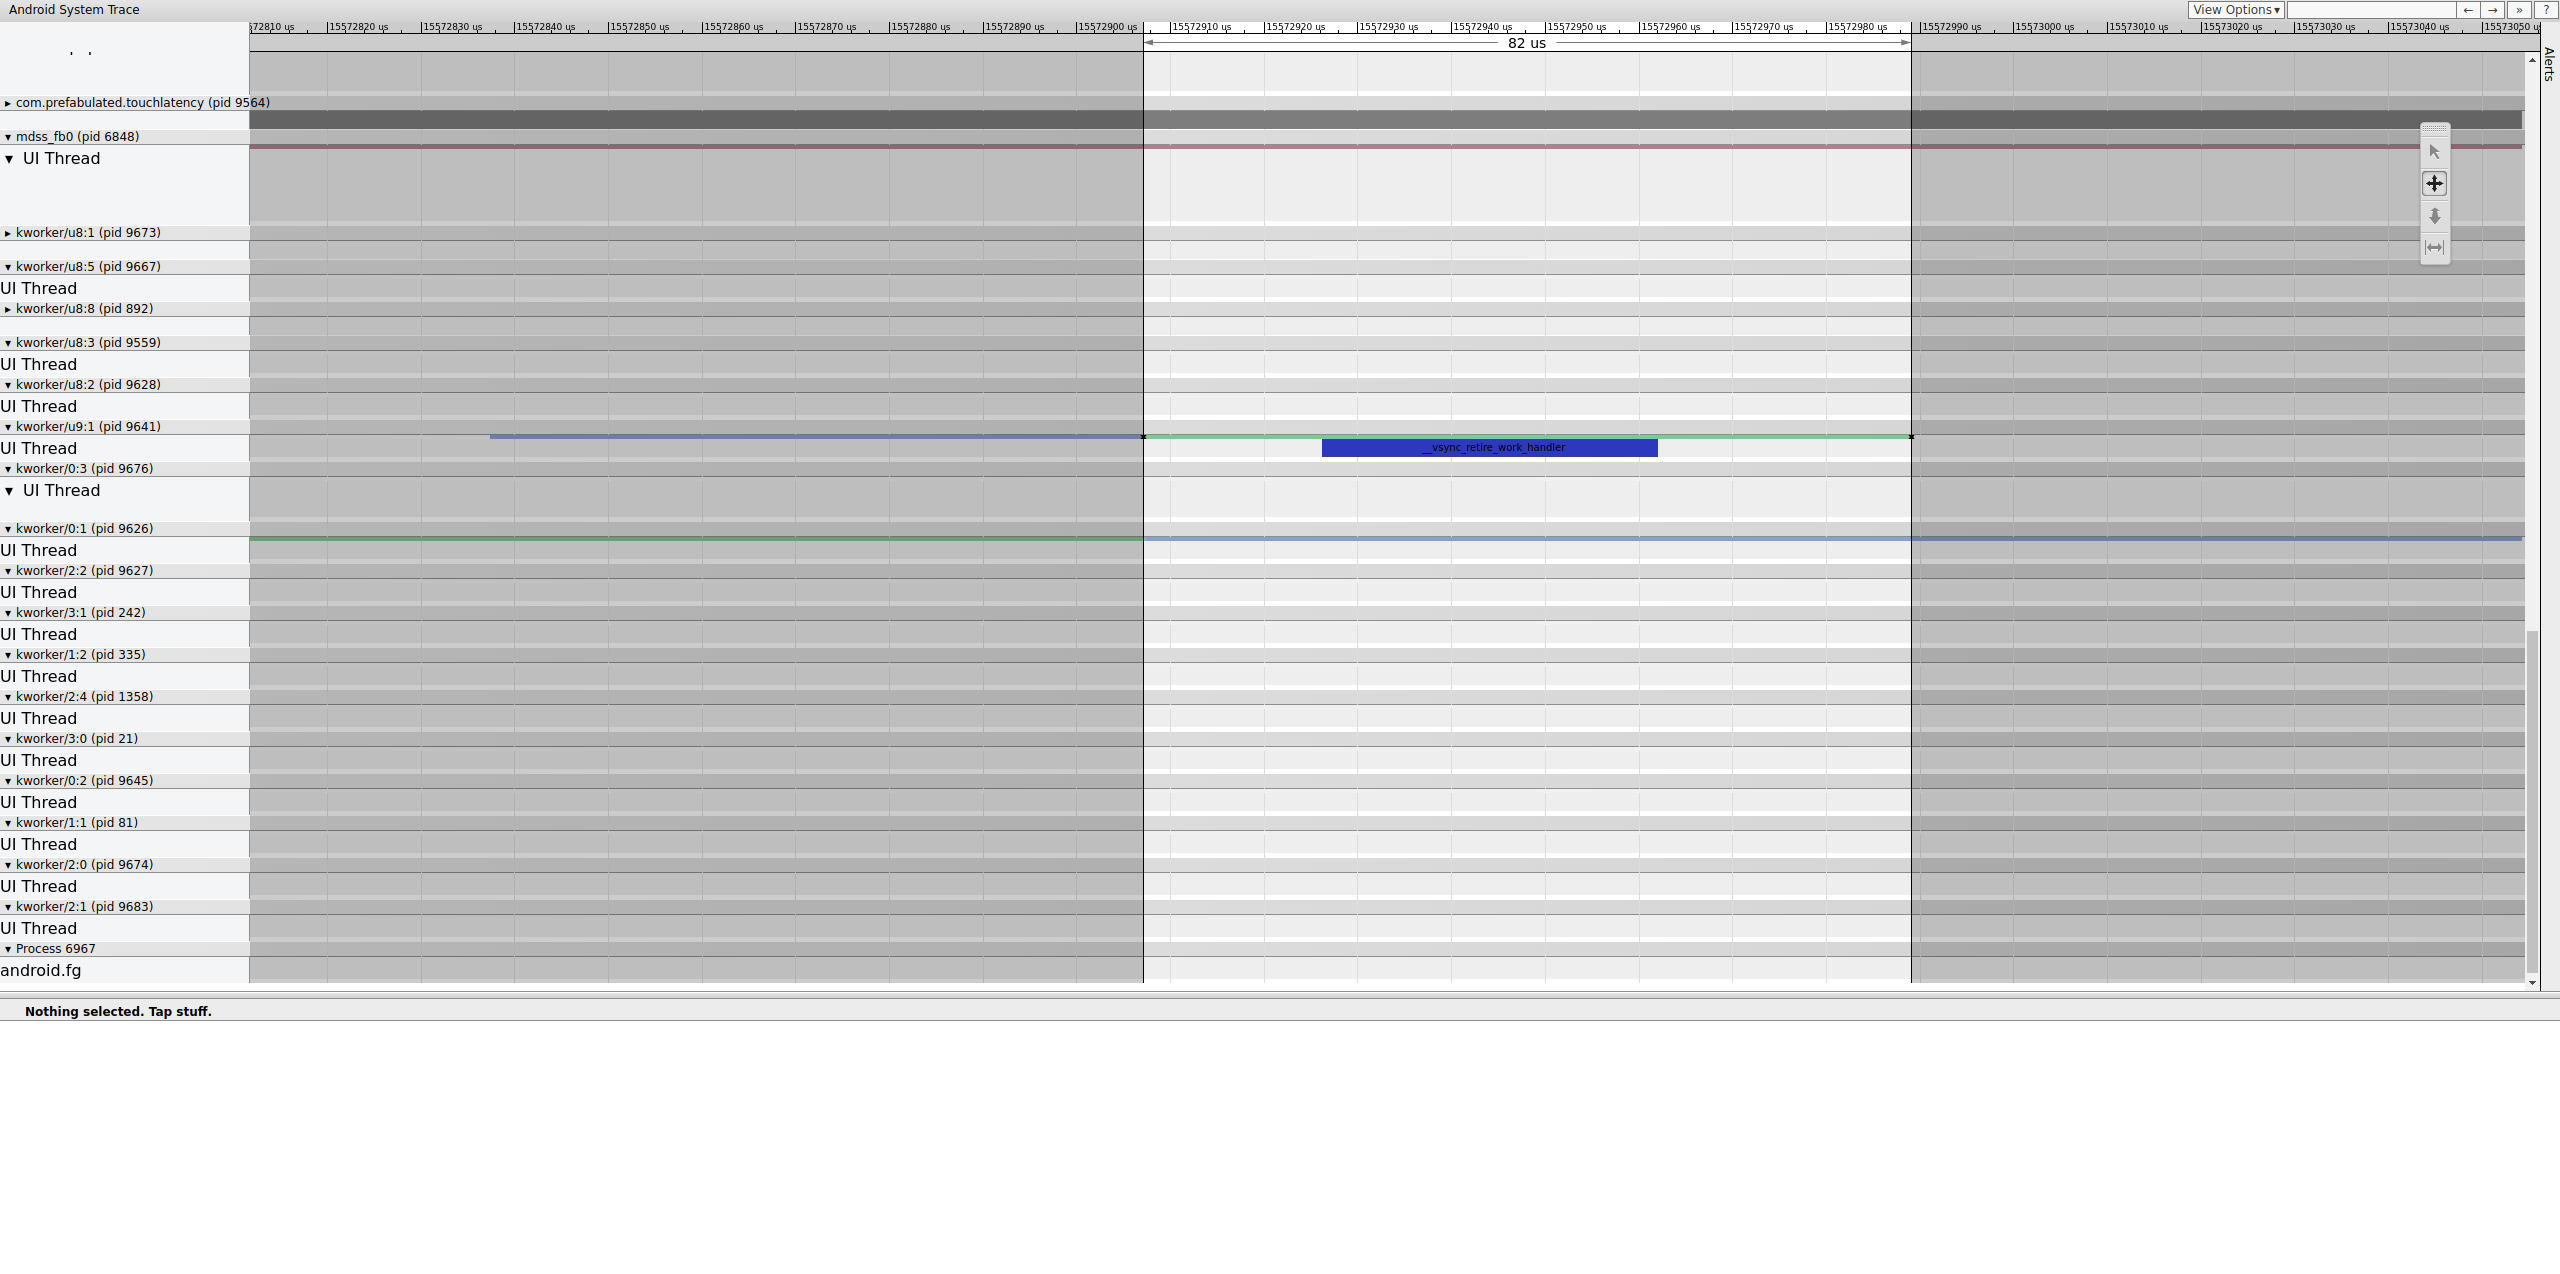 Android System Trace
View Options ▾ ← → » ?
72810 us 15572820 us 15572830 us 15572840 us 15572850 us 15572860 us 15572870 us 15572880 us 15572890 us 15572900 us 15572910 us 15572920 us 15572930 us 15572940 us 15572950 us 15572960 us 15572970 us 15572980 us 15572990 us 15573000 us 15573010 us 15573020 us 15573030 us 15573040 us 15573050 u
82 us
Alerts
com.prefabulated.touchlatency (pid 9564)
mdss_fb0 (pid 6848)
UI Thread
kworker/u8:1 (pid 9673)
kworker/u8:5 (pid 9667)
UI Thread
kworker/u8:8 (pid 892)
kworker/u8:3 (pid 9559)
UI Thread
kworker/u8:2 (pid 9628)
UI Thread
kworker/u9:1 (pid 9641)
UI Thread
__vsync_retire_work_handler
kworker/0:3 (pid 9676)
UI Thread
kworker/0:1 (pid 9626)
UI Thread
kworker/2:2 (pid 9627)
UI Thread
kworker/3:1 (pid 242)
UI Thread
kworker/1:2 (pid 335)
UI Thread
kworker/2:4 (pid 1358)
UI Thread
kworker/3:0 (pid 21)
UI Thread
kworker/0:2 (pid 9645)
UI Thread
kworker/1:1 (pid 81)
UI Thread
kworker/2:0 (pid 9674)
UI Thread
kworker/2:1 (pid 9683)
UI Thread
Process 6967
android.fg
Nothing selected. Tap stuff.